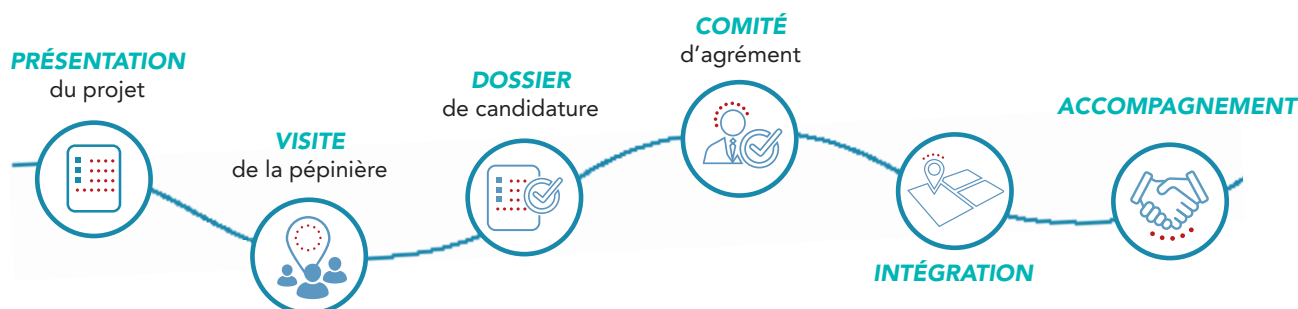 PRÉSENTATION
du projet
VISITE
de la pépinière
DOSSIER
de candidature
COMITÉ
d'agrément
INTÉGRATION
ACCOMPAGNEMENT